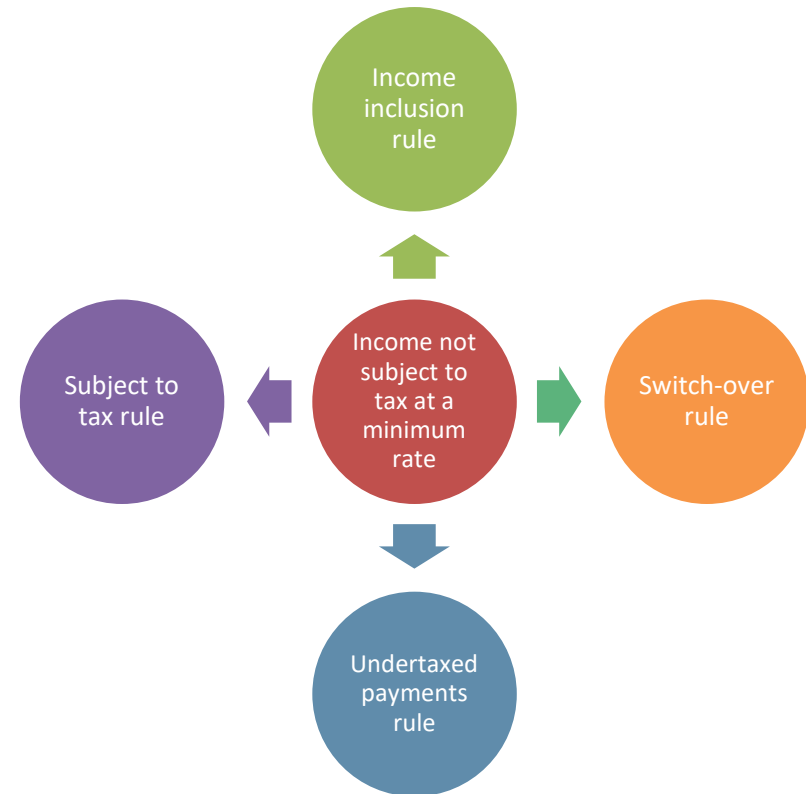 Income
inclusion
rule
Subject to
tax rule
Income not
subject to
tax at a
minimum
rate
Switch-over
rule
Undertaxed
payments
rule